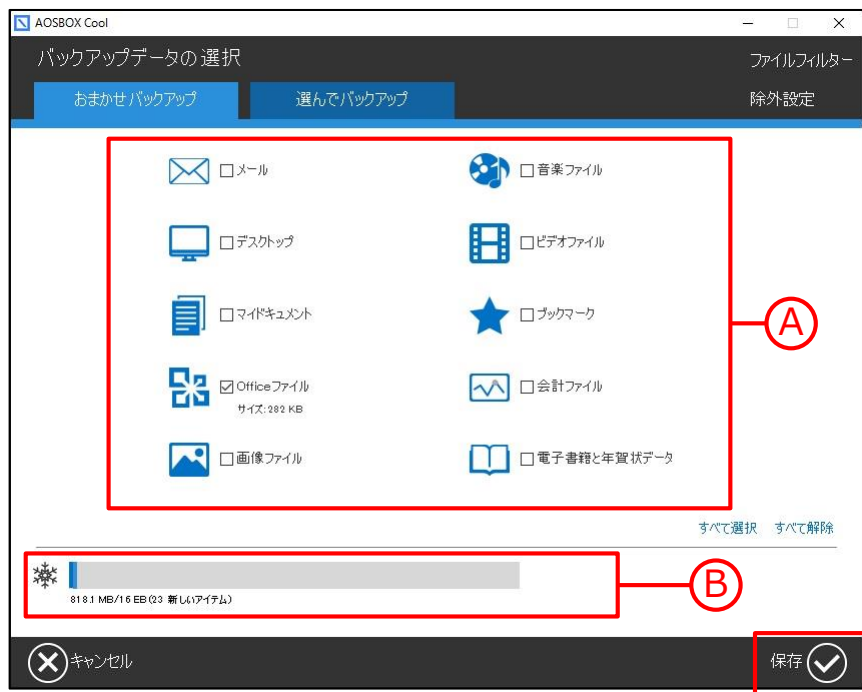 AOSBOX Cool
バックアップデータの選択
ファイルフィルター
おまかせバックアップ
選んでバックアップ
除外設定
メール
音楽ファイル
デスクトップ
ビデオファイル
マイドキュメント
ブックマーク
A
Officeファイル
サイズ:282 KB
会計ファイル
画像ファイル
電子書籍と年賀状データ
すべて選択 すべて解除
818.1 MB/16 EB(23 新しいアイテム)
B
キャンセル
保存